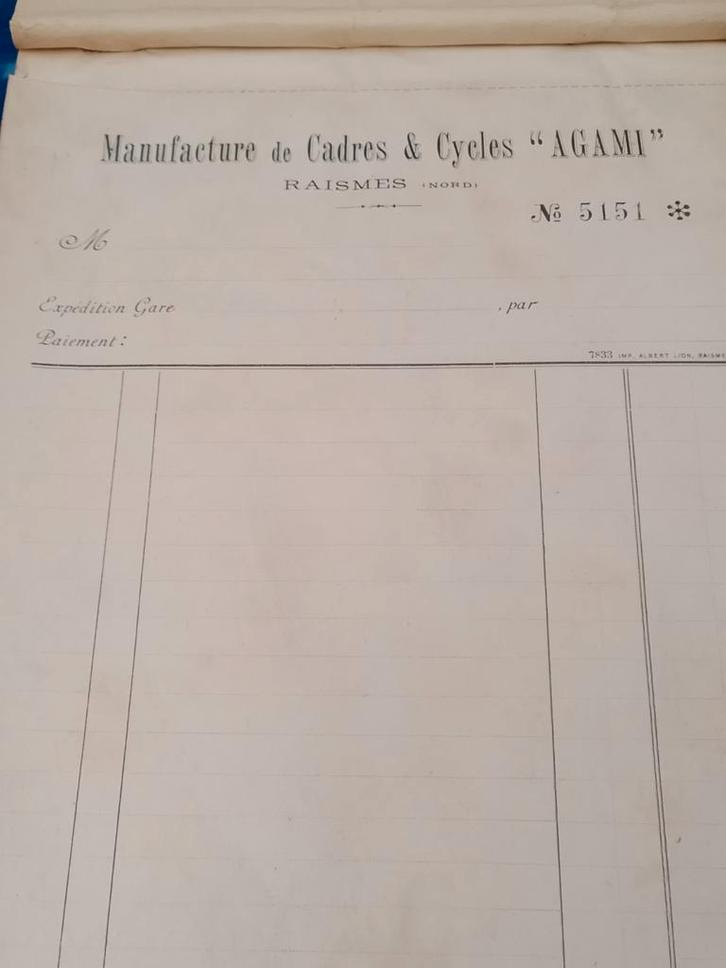 Manufacture de Cadres & Cycles “AGAMI”
RAISMES (NORD)
No 5151 *
M
Expédition Gare , par
Paiement :
7833 IMP. ALBERT LION, RAISMES